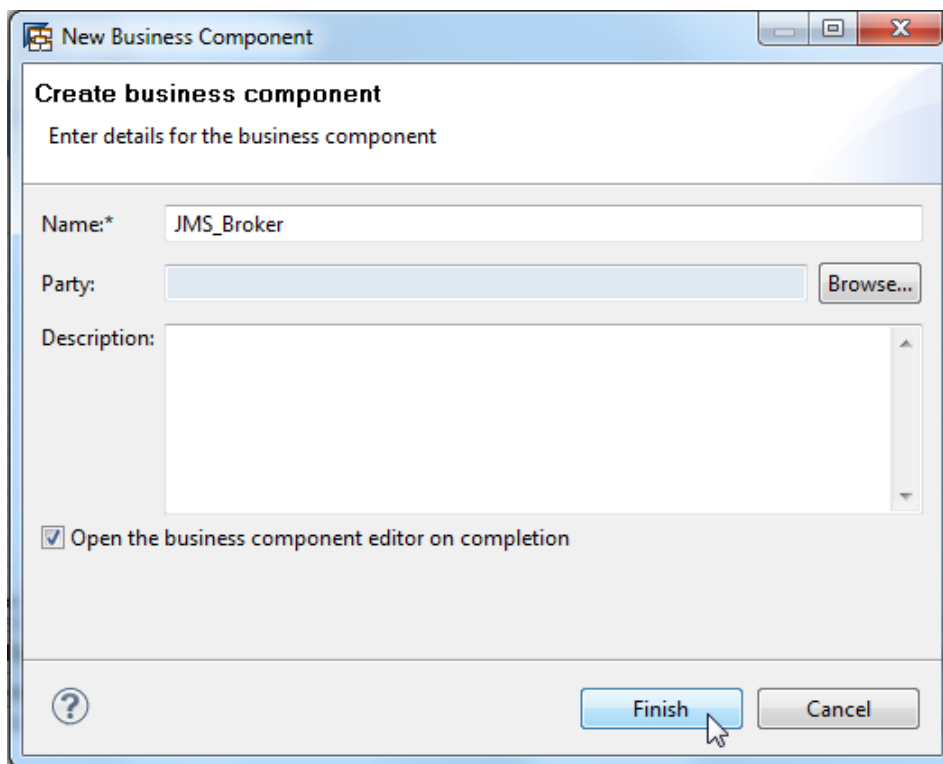 New Business Component
Create business component
Enter details for the business component
Name:* JMS_Broker
Party: Browse...
Description:
Open the business component editor on completion
? Finish Cancel